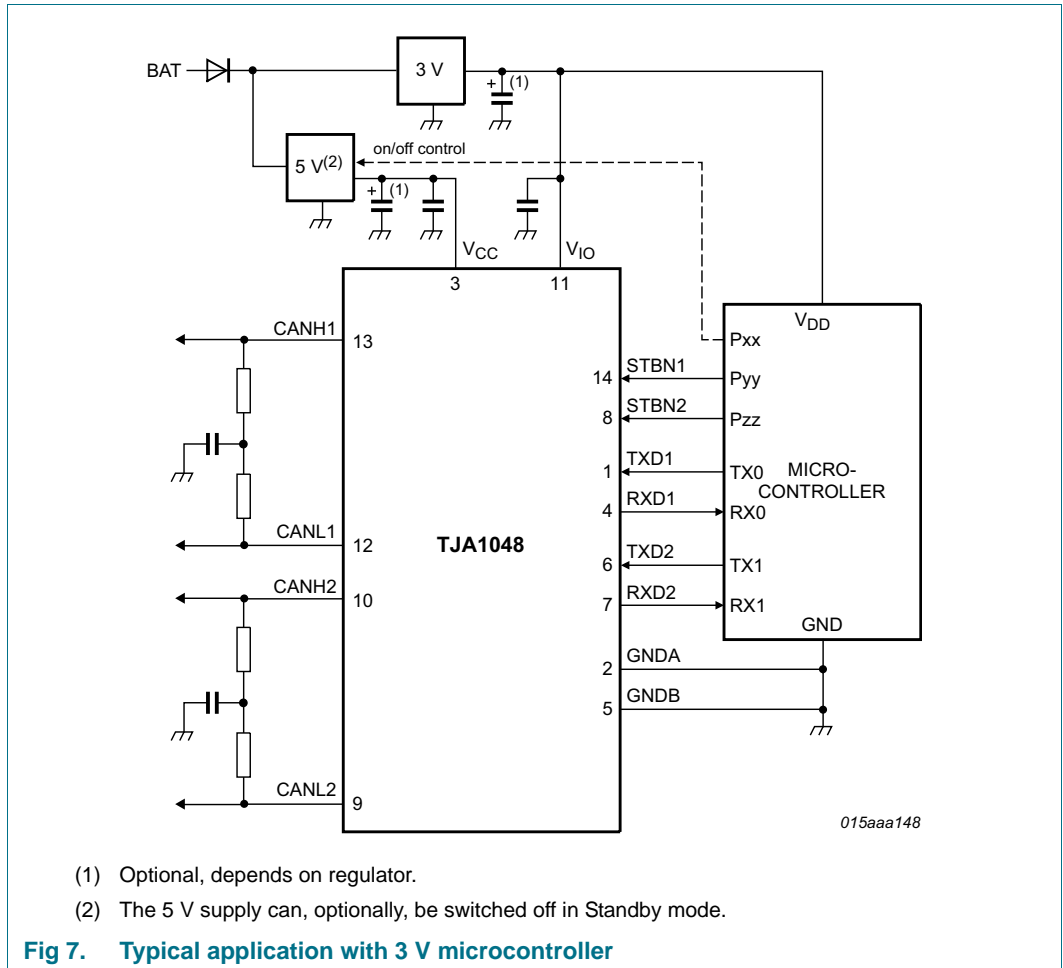 BAT
3 V
+ (1)
on/off control
5 V(2)
+ (1)
VCC
VIO
3
11
VDD
CANH1
13
Pxx
14
STBN1
Pyy
8
STBN2
Pzz
1
TXD1
TX0
MICRO-
CONTROLLER
4
RXD1
RX0
CANL1
12
TJA1048
6
TXD2
TX1
CANH2
10
7
RXD2
RX1
GND
2
GNDA
5
GNDB
CANL2
9
015aaa148
(1) Optional, depends on regulator.
(2) The 5 V supply can, optionally, be switched off in Standby mode.
Fig 7. Typical application with 3 V microcontroller